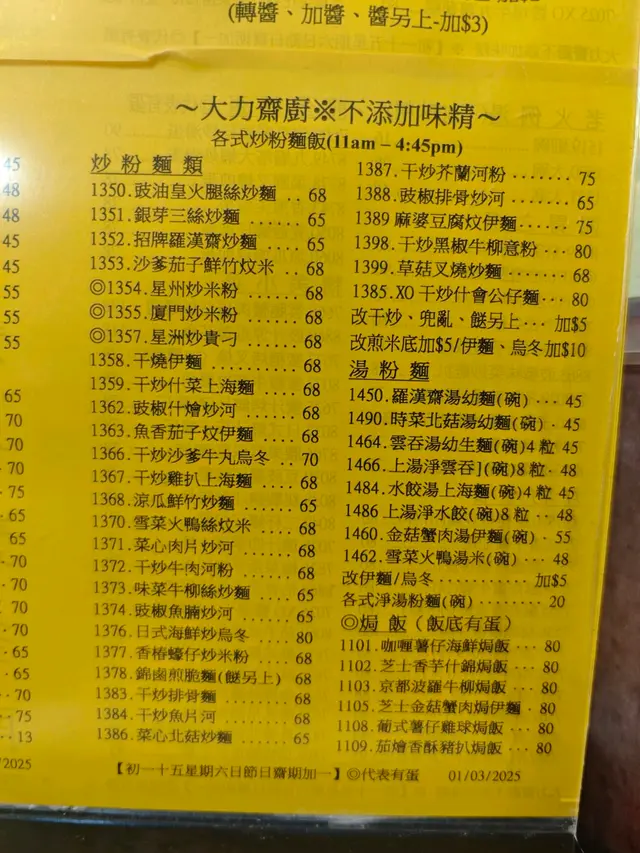 (轉醬、加醬、醬另上-加$3)
～大力齋廚※不添加味精～
各式炒粉麵飯(11am – 4:45pm)
炒 粉 麵 類
1350.豉油皇火腿絲炒麵 .. 68
1351.銀芽三絲炒麵 ...... 65
1352.招牌羅漢齋炒麵 .... 68
1353.沙爹茄子鮮竹炆米 .. 68
◎1354.星州炒米粉 ...... 68
◎1355.廈門炒米粉 ...... 68
◎1357.星洲炒貴刁 ...... 68
1358.干燒伊麵 .......... 68
1359.干炒什菜上海麵 .... 68
1362.豉椒什燴炒河 ...... 68
1363.魚香茄子炆伊麵 .... 68
1366.干炒沙爹牛丸烏冬 .. 70
1367.干炒雞扒上海麵 .... 68
1368.涼瓜鮮竹炒麵 ...... 65
1370.雪菜火鴨絲炆米 .... 68
1371.菜心肉片炒河 ...... 68
1372.干炒牛肉河粉 ...... 68
1373.味菜牛柳絲炒麵 .... 65
1374.豉椒魚腩炒河 ...... 68
1376.日式海鮮炒烏冬 .... 80
1377.香椿蠔仔炒米粉 .... 68
1378.錦鹵煎脆麵(餸另上) 68
1383.干炒排骨麵 ........ 68
1384.干炒魚片河 ........ 68
1386.菜心北菇炒麵 ...... 65
1387.干炒芥蘭河粉 ....... 75
1388.豉椒排骨炒河 ...... 65
1389 麻婆豆腐炆伊麵 ..... 75
1398.干炒黑椒牛柳意粉 ... 80
1399.草菇叉燒炒麵 ...... 68
1385.XO 干炒什會公仔麵 ... 80
改干炒、兜亂、餸另上... 加$5
改煎米底加$5/伊麵、烏冬加$10
湯 粉 麵
1450.羅漢齋湯幼麵(碗) ... 45
1490.時菜北菇湯幼麵(碗) . 45
1464.雲吞湯幼生麵(碗)4 粒 45
1466.上湯淨雲吞](碗)8 粒 . 48
1484.水餃湯上海麵(碗)4 粒 45
1486 上湯淨水餃(碗)8 粒 .. 48
1460.金菇蟹肉湯伊麵(碗) . 55
1462.雪菜火鴨湯米(碗) ... 48
改伊麵/烏冬 ........... 加$5
各式淨湯粉麵(碗) ....... 20
◎焗 飯（飯底有蛋）
1101.咖喱薯仔海鮮焗飯 ... 80
1102.芝士香芋什錦焗飯 ... 80
1103.京都波羅牛柳焗飯 ... 80
1105.芝士金菇蟹肉焗伊麵 . 80
1108.葡式薯仔雞球焗飯 ... 80
1109.茄燴香酥豬扒焗飯 ... 80
45
48
45
45
55
55
55
65
70
70
70
75
65
65
70
70
70
70
65
70
75
13
/2025
【初一十五星期六日節日齋期加一】◎代表有蛋 01/03/2025